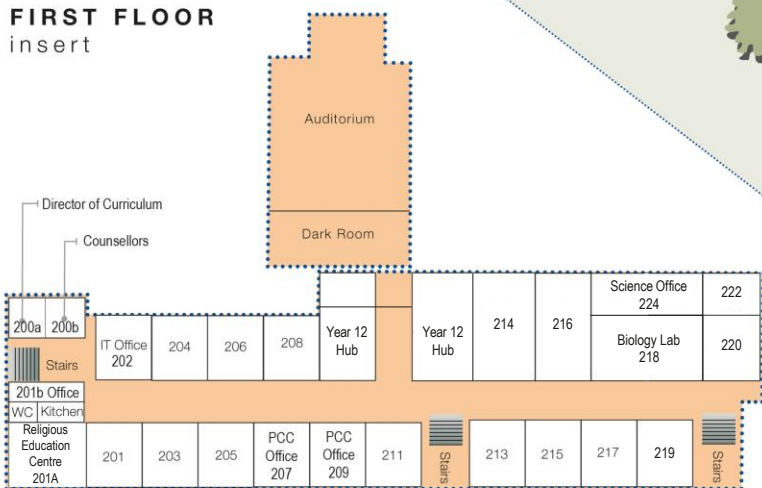 FIRST FLOOR
insert
Auditorium
Dark Room
Director of Curriculum
Counsellors
200a
200b
Stairs
201b Office
WC
Kitchen
Religious
Education
Centre
201A
IT Office
202
204
206
208
Year 12
Hub
Year 12
Hub
214
216
Science Office
224
222
Biology Lab
218
220
201
203
205
PCC
Office
207
PCC
Office
209
211
Stairs
213
215
217
219
Stairs